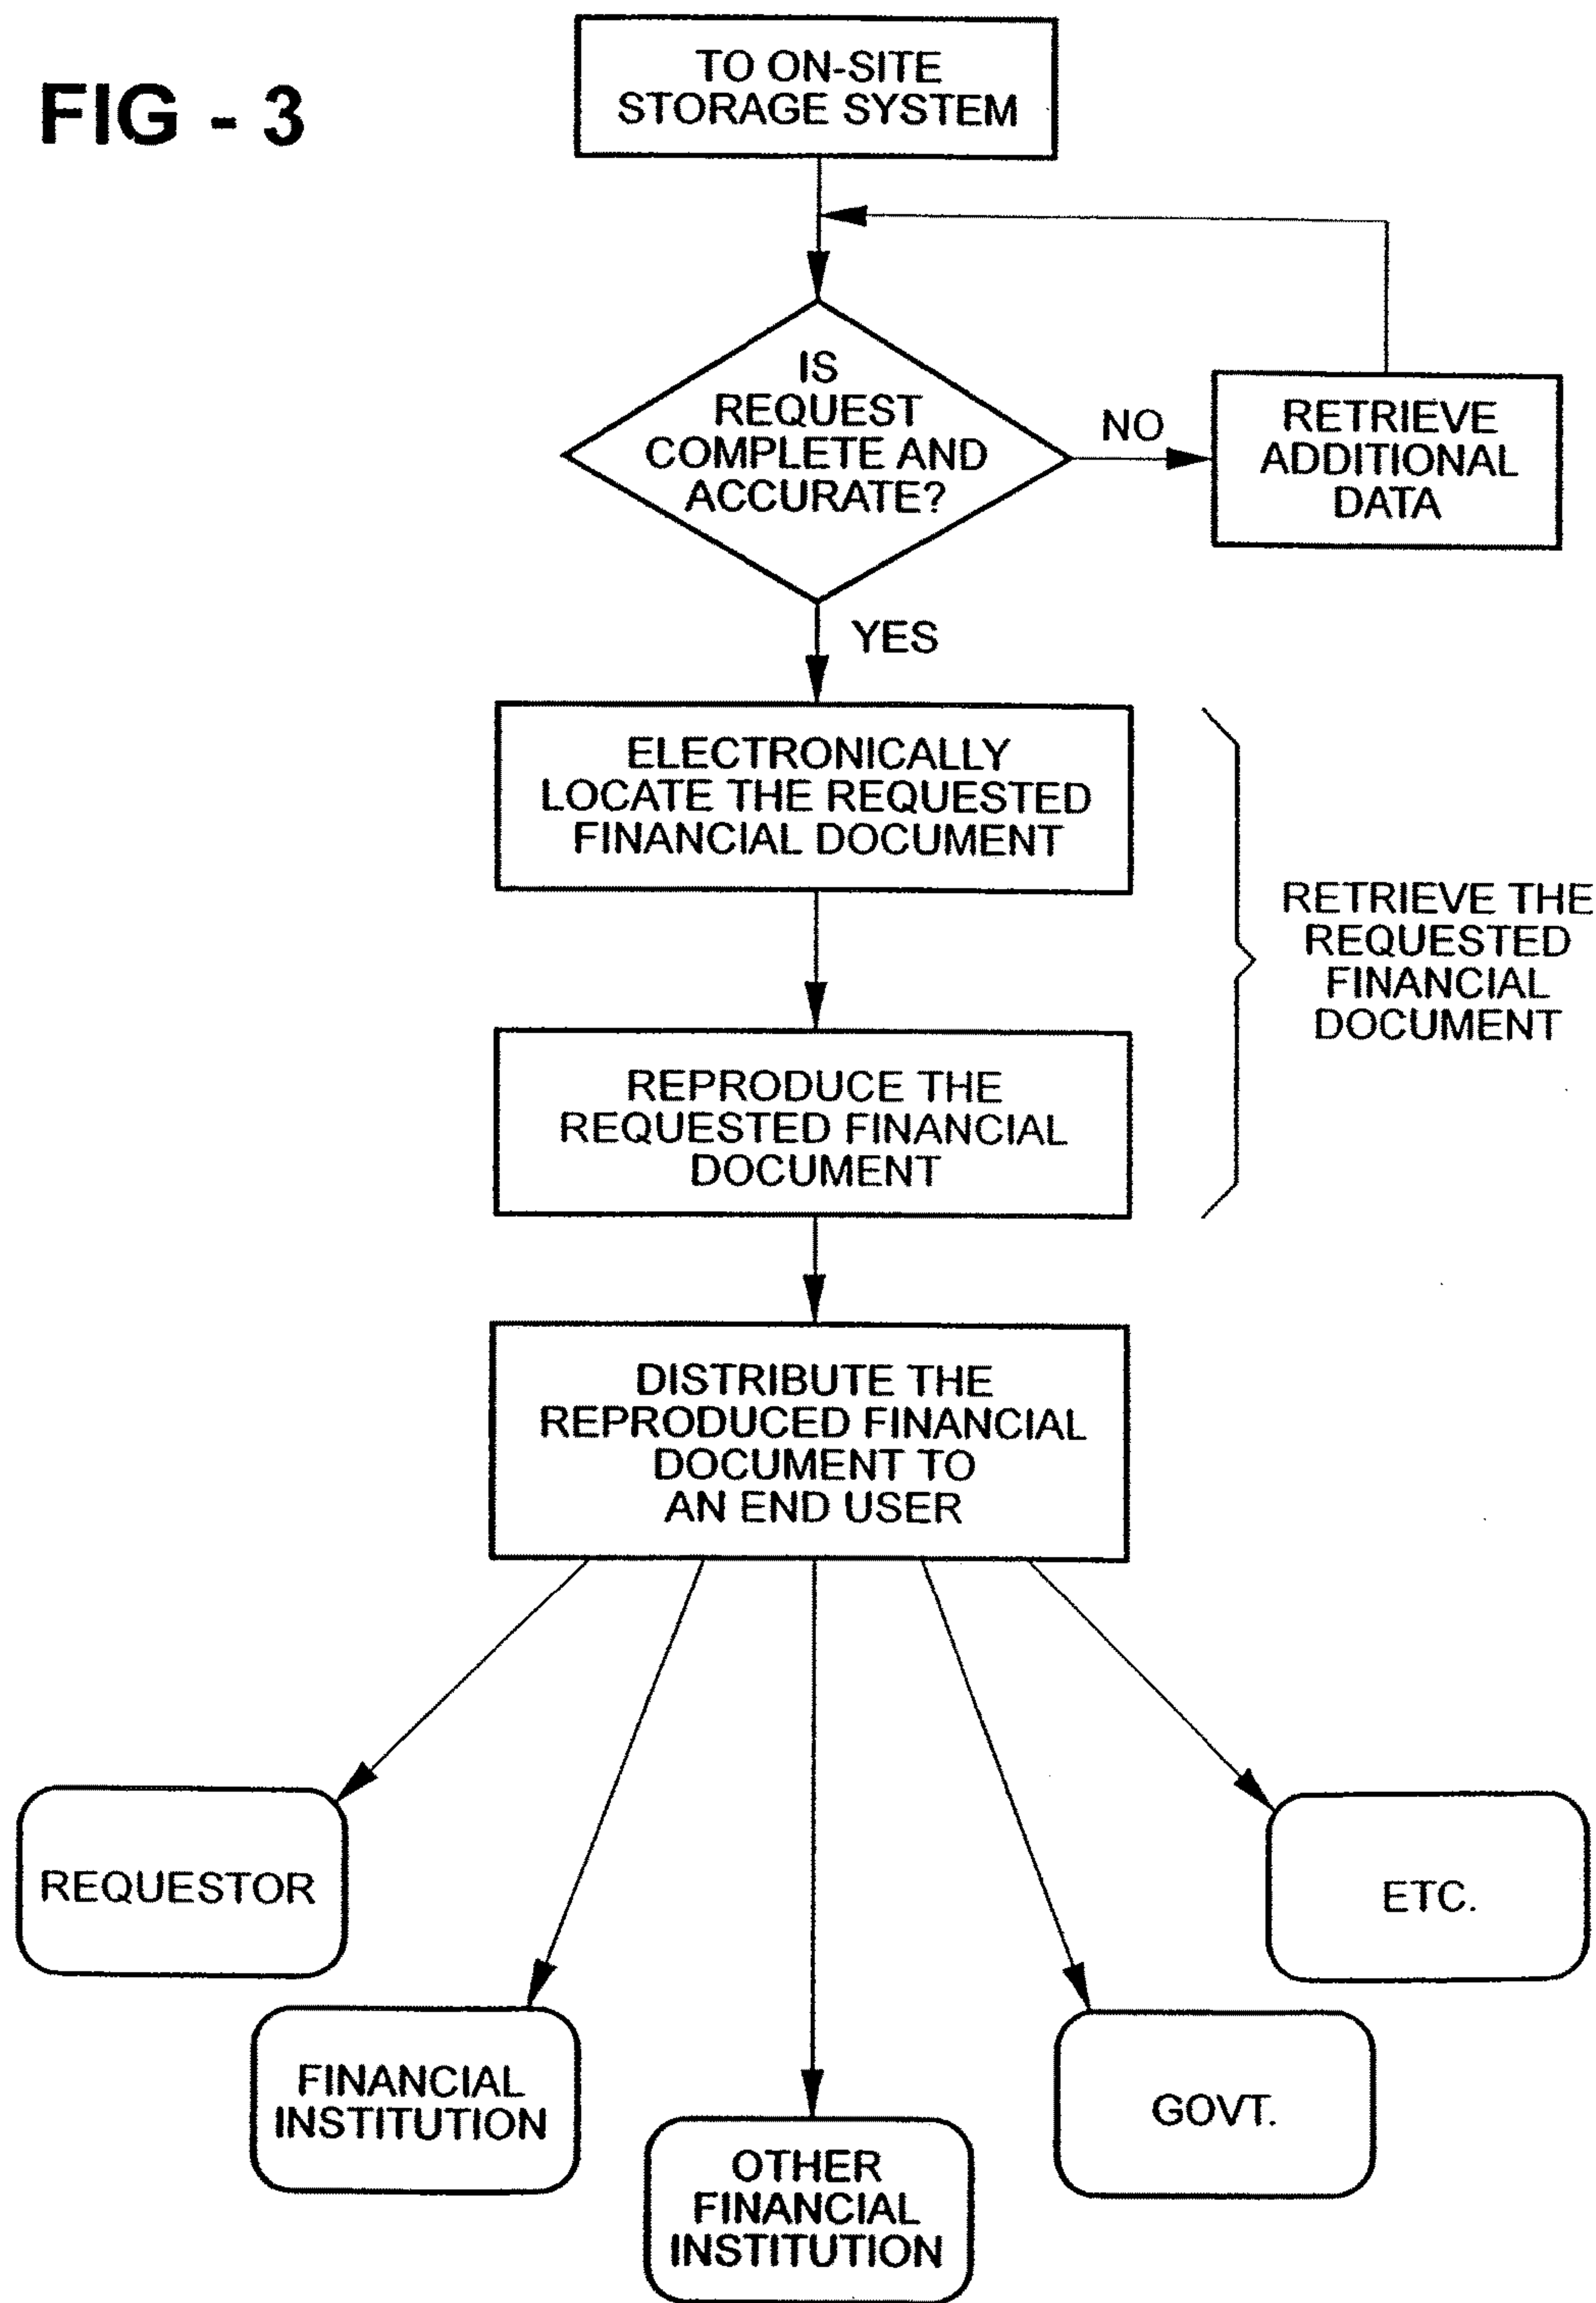 FIG - 3
TO ON-SITE
STORAGE SYSTEM
IS
REQUEST
COMPLETE AND
ACCURATE?
NO
RETRIEVE
ADDITIONAL
DATA
YES
ELECTRONICALLY
LOCATE THE REQUESTED
FINANCIAL DOCUMENT
RETRIEVE THE
REQUESTED
FINANCIAL
DOCUMENT
REPRODUCE THE
REQUESTED FINANCIAL
DOCUMENT
DISTRIBUTE THE
REPRODUCED FINANCIAL
DOCUMENT TO
AN END USER
REQUESTOR
FINANCIAL
INSTITUTION
OTHER
FINANCIAL
INSTITUTION
GOVT.
ETC.